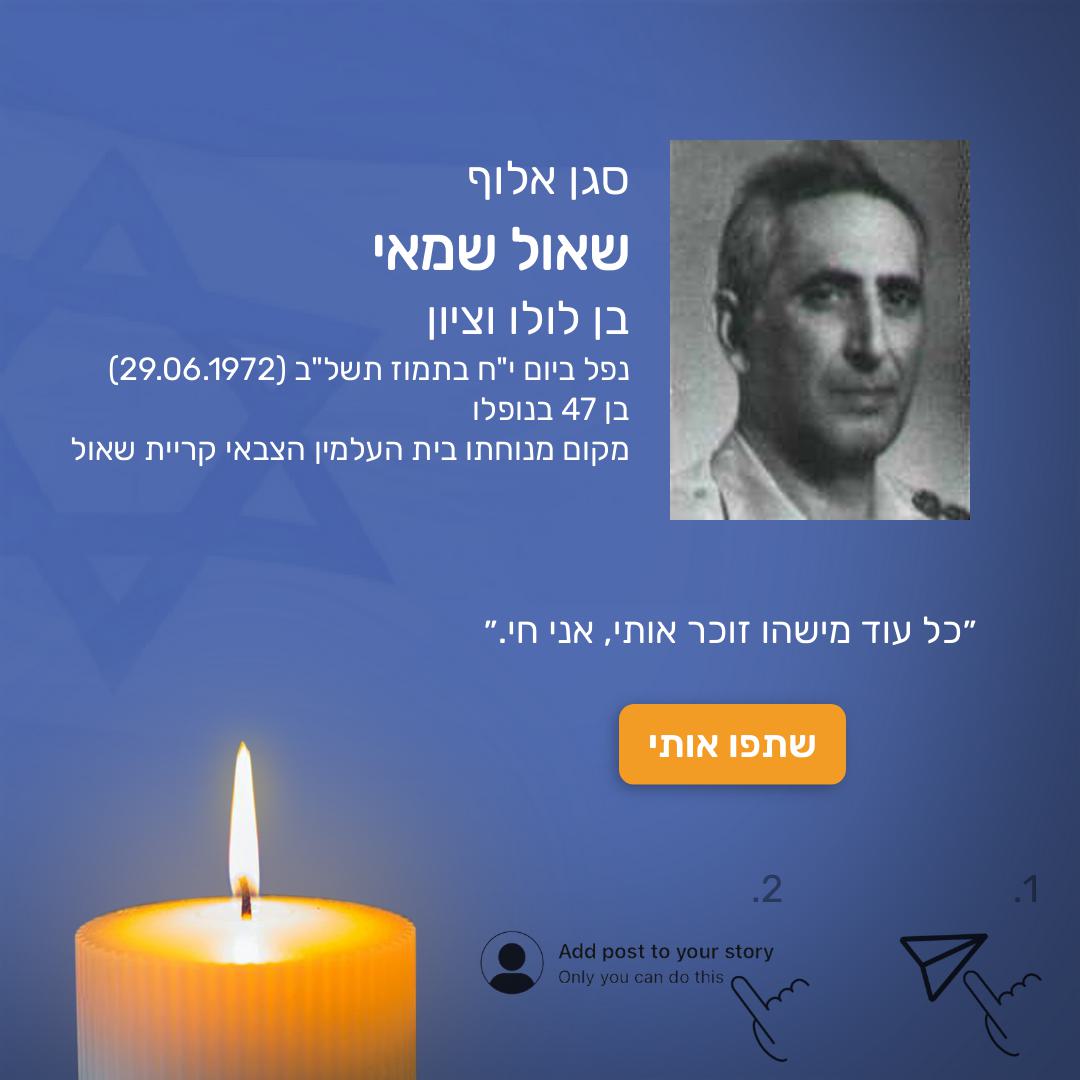 סגן אלוף
שאול שמאי
בן לולו וציון
נפל ביום י"ח בתמוז תשל"ב (29.06.1972)
בן 47 בנופלו
מקום מנוחתו בית העלמין הצבאי קריית שאול
״כל עוד מישהו זוכר אותי, אני חי.״
שתפו אותי
1.
2.
Add post to your story
Only you can do this